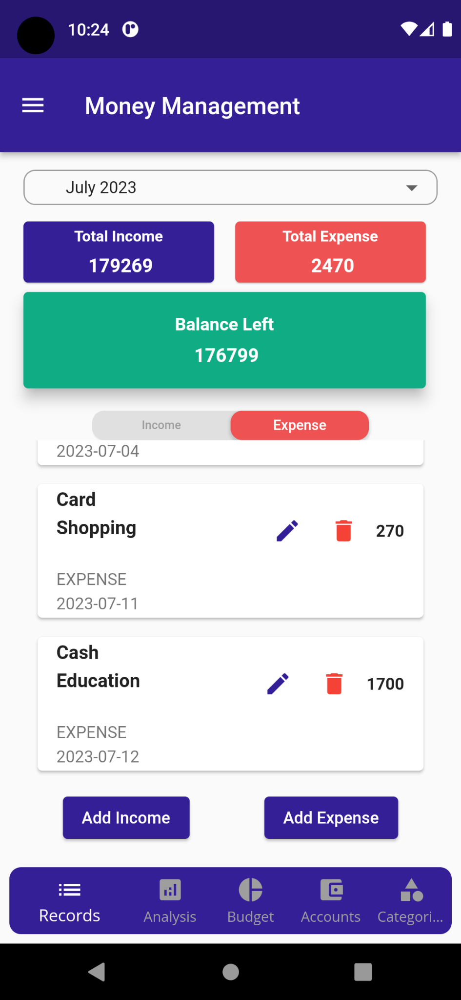 10:24
Money Management
July 2023
Total Income
179269
Total Expense
2470
Balance Left
176799
Income
Expense
2023-07-04
Card
Shopping
270
EXPENSE
2023-07-11
Cash
Education
1700
EXPENSE
2023-07-12
Add Income
Add Expense
Records
Analysis
Budget
Accounts
Categori...